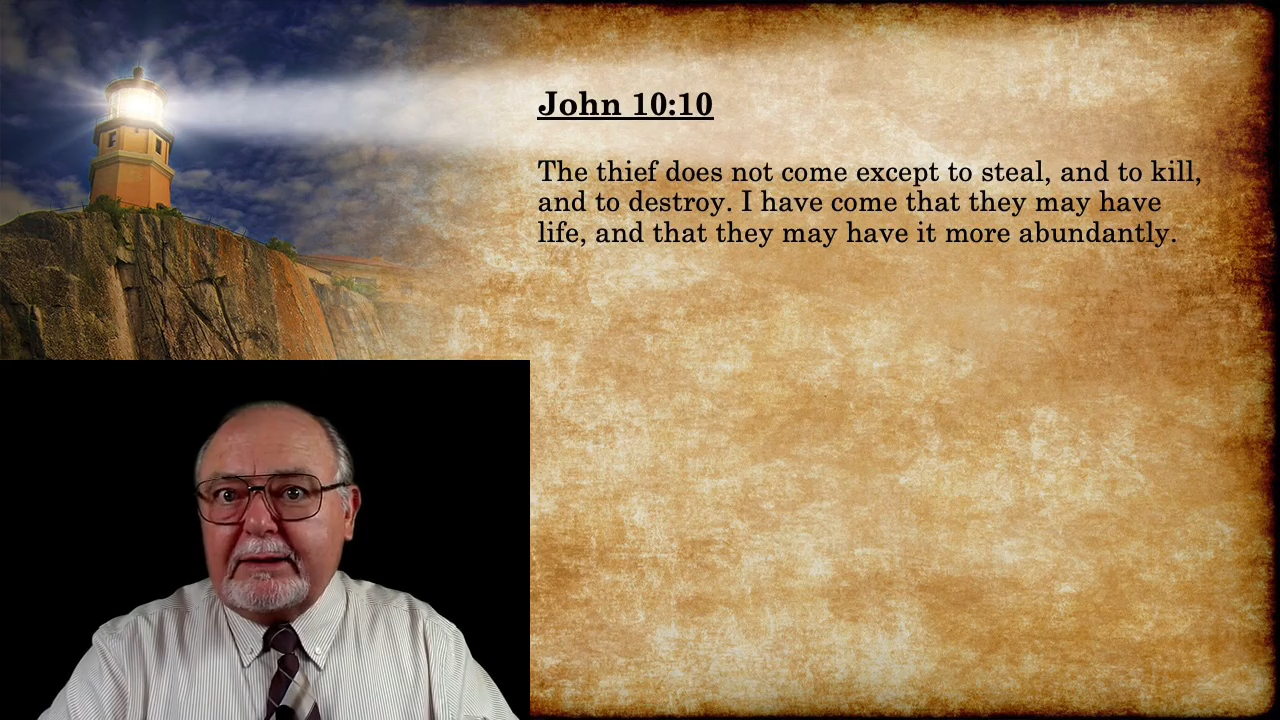 John 10:10
The thief does not come except to steal, and to kill,
and to destroy. I have come that they may have
life, and that they may have it more abundantly.